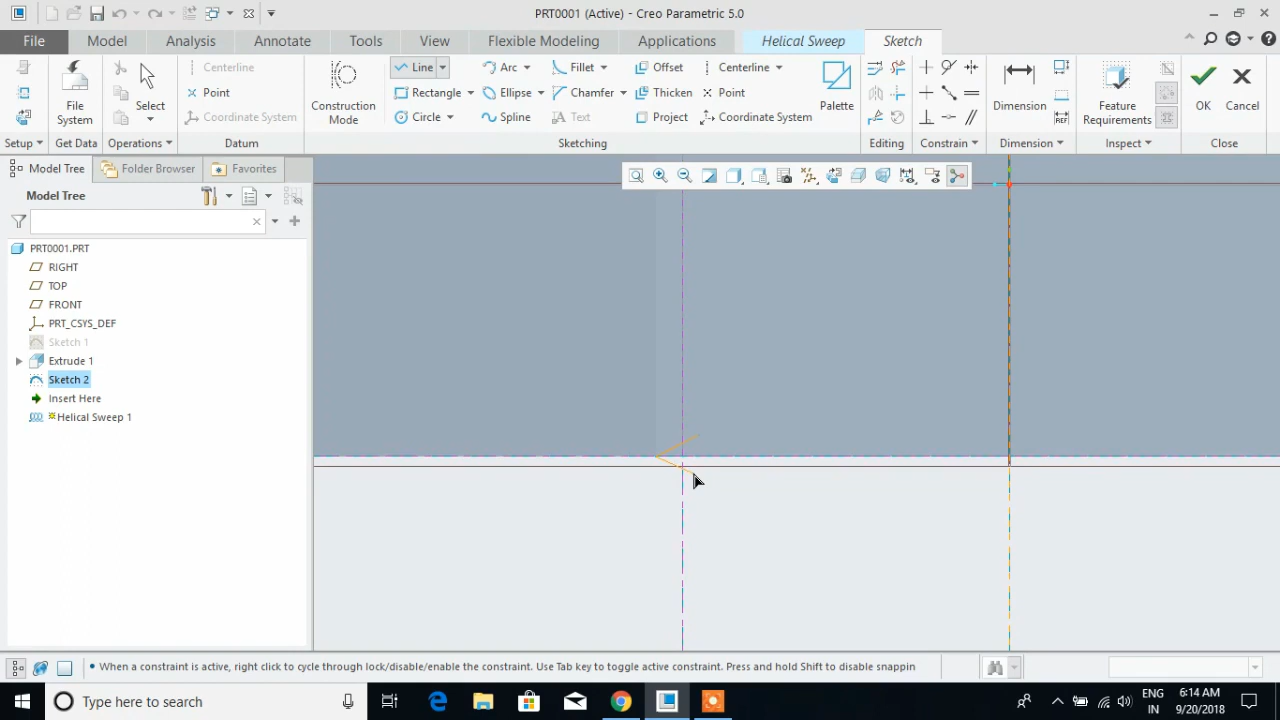 PRT0001 (Active) - Creo Parametric 5.0
File Model Analysis Annotate Tools View Flexible Modeling Applications Helical Sweep Sketch
Centerline Line Arc Fillet Offset Centerline
Point Rectangle Ellipse Chamfer Thicken Point
Coordinate System Circle Spline Text Project Coordinate System
File System
Select
Construction Mode
Palette
Dimension
REF
Feature Requirements
OK
Cancel
Setup Get Data Operations Datum Sketching Editing Constrain Dimension Inspect Close
Model Tree Folder Browser Favorites
Model Tree
PRT0001.PRT
RIGHT
TOP
FRONT
PRT_CSYS_DEF
Sketch 1
Extrude 1
Sketch 2
Insert Here
Helical Sweep 1
• When a constraint is active, right click to cycle through lock/disable/enable the constraint. Use Tab key to toggle active constraint. Press and hold Shift to disable snappin
Type here to search
ENG
IN
6:14 AM
9/20/2018